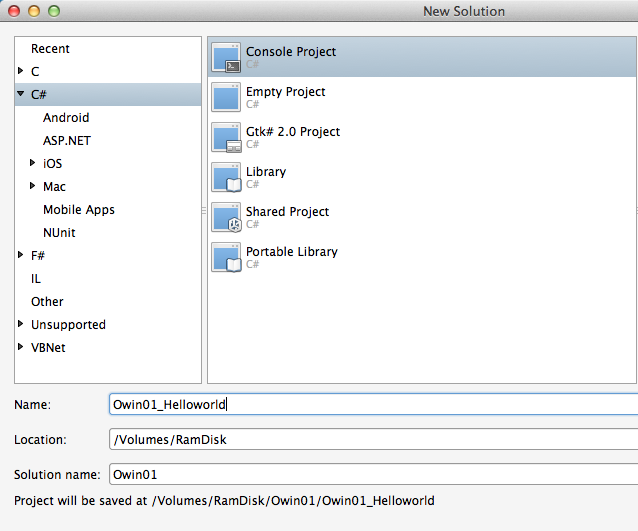 New Solution
Recent
C
C#
Android
ASP.NET
iOS
Mac
Mobile Apps
NUnit
F#
IL
Other
Unsupported
VBNet
Console Project
C#
Empty Project
C#
Gtk# 2.0 Project
C#
Library
C#
Shared Project
C#
Portable Library
C#
Name: Owin01_Helloworld
Location: /Volumes/RamDisk
Solution name: Owin01
Project will be saved at /Volumes/RamDisk/Owin01/Owin01_Helloworld